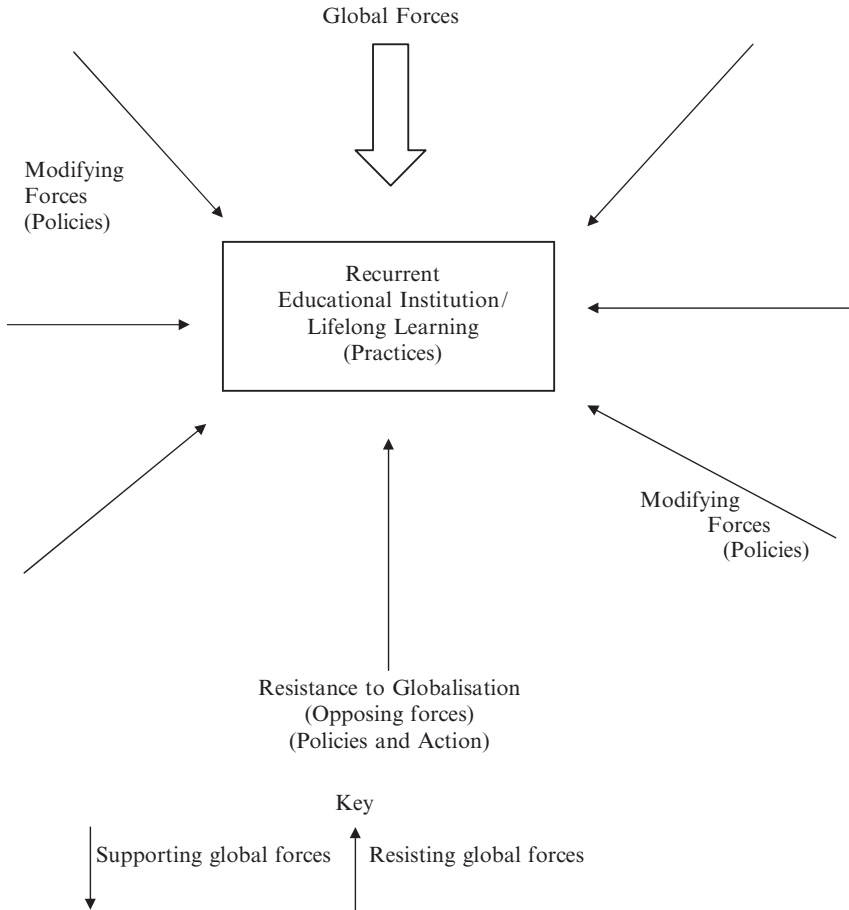 Global Forces
Modifying
Forces
(Policies)
Recurrent
Educational Institution/
Lifelong Learning
(Practices)
Modifying
Forces
(Policies)
Resistance to Globalisation
(Opposing forces)
(Policies and Action)
Key
Supporting global forces
Resisting global forces